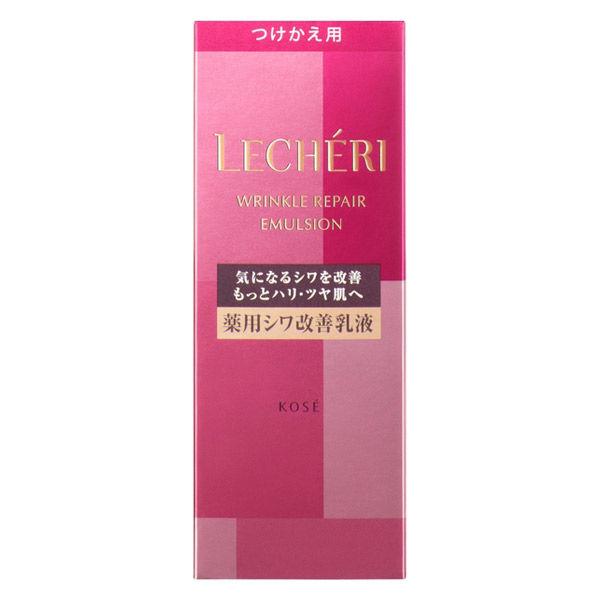 つけかえ用
LECHÉRI
WRINKLE REPAIR
EMULSION
気になるシワを改善
もっとハリ・ツヤ肌へ
薬用シワ改善乳液
KOSÉ